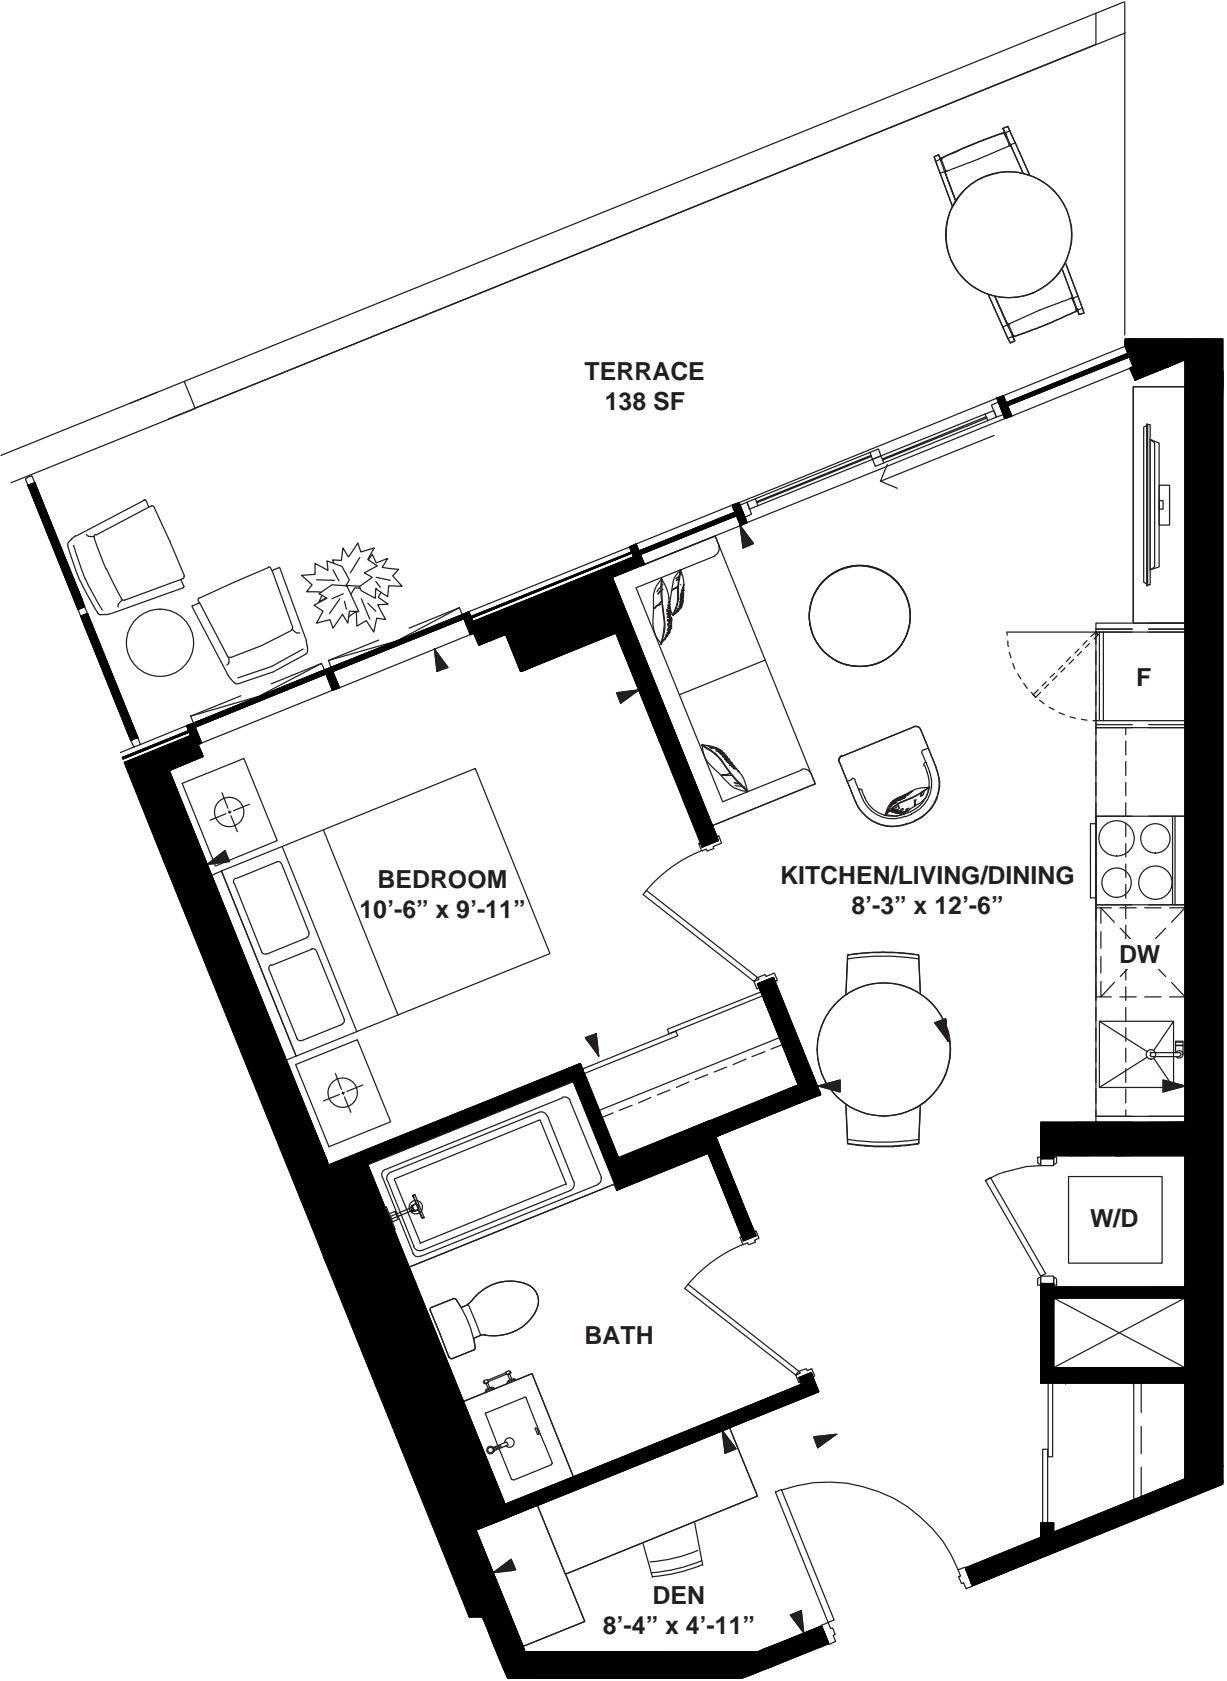 TERRACE
138 SF
F
BEDROOM
10’-6” x 9’-11”
KITCHEN/LIVING/DINING
8’-3” x 12’-6”
DW
W/D
BATH
DEN
8’-4” x 4’-11”